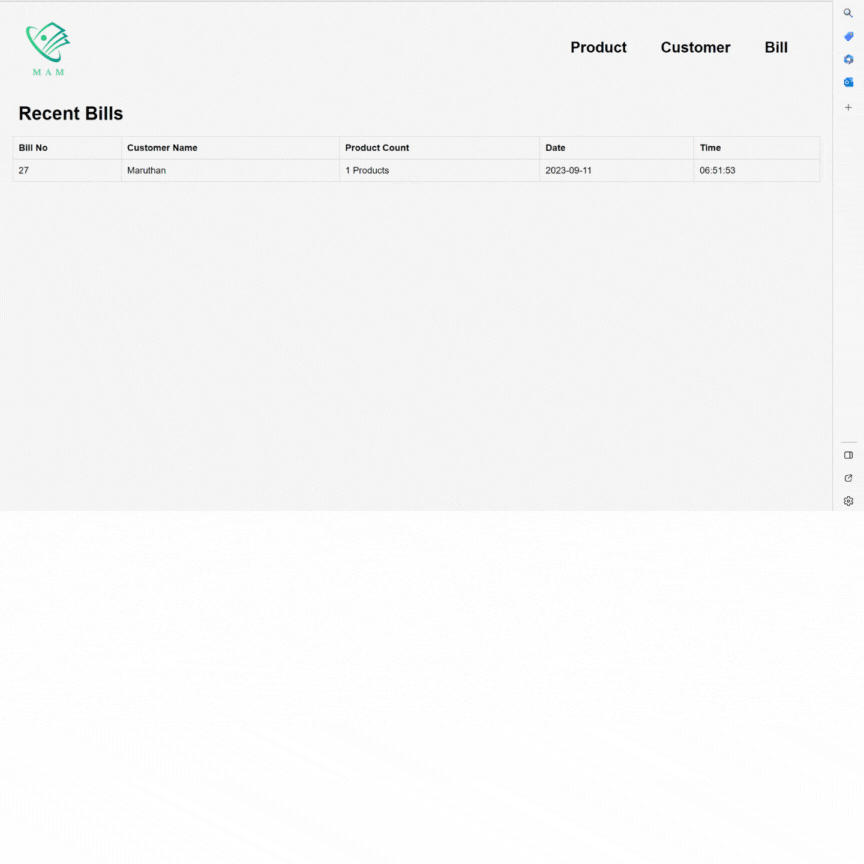 Product Customer Bill
M A M
Recent Bills
Bill No Customer Name Product Count Date Time
27 Maruthan 1 Products 2023-09-11 06:51:53